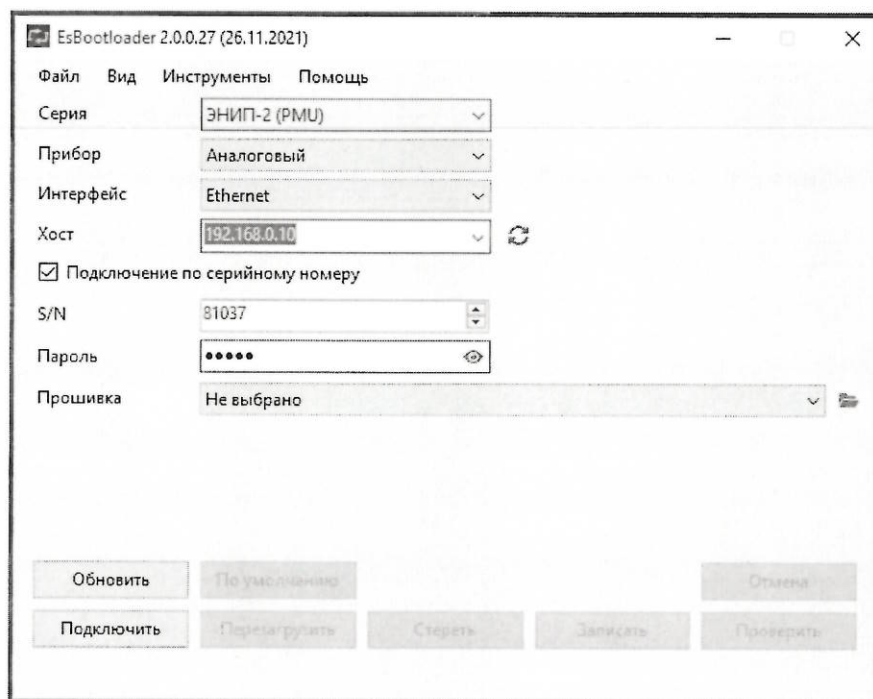 EsBootloader 2.0.0.27 (26.11.2021)
Файл Вид Инструменты Помощь
Серия ЭНИП-2 (PMU)
Прибор Аналоговый
Интерфейс Ethernet
Хост 192.168.0.10
Подключение по серийному номеру
S/N 81037
Пароль •••••
Прошивка Не выбрано
Обновить По умолчанию Отмена
Подключить Перезагрузить Стереть Записать Проверить